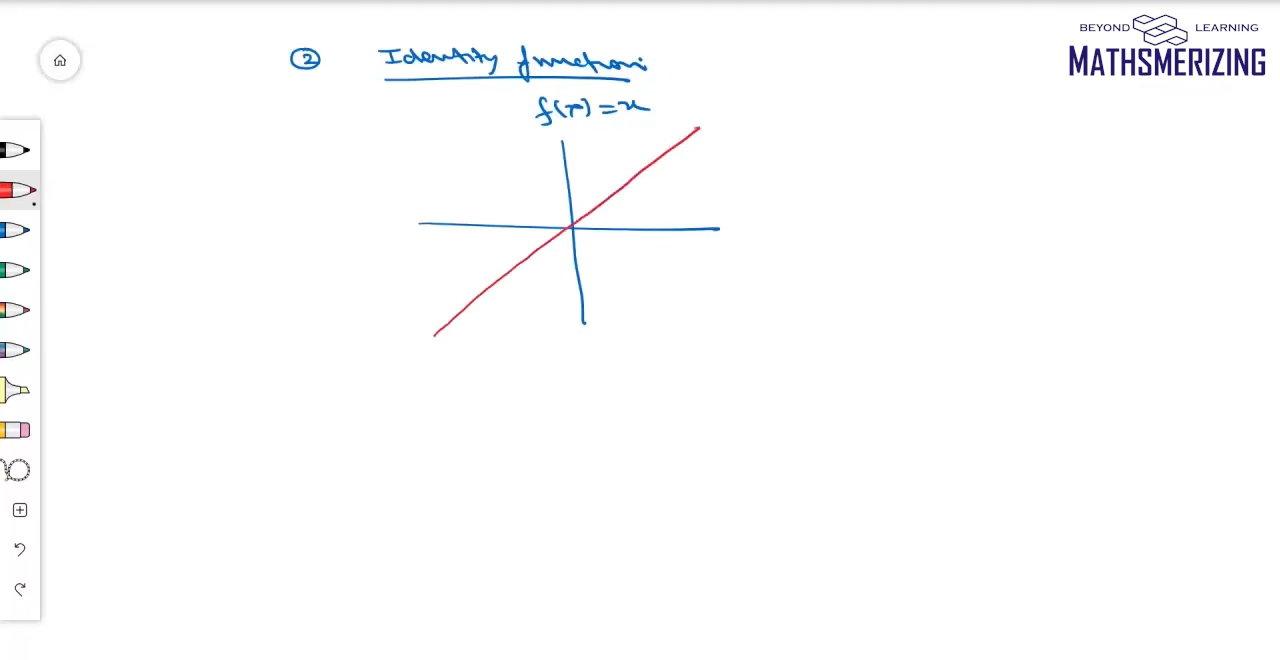 ② Identity function:
f(x) = x
BEYOND LEARNING
MATHSMERIZING